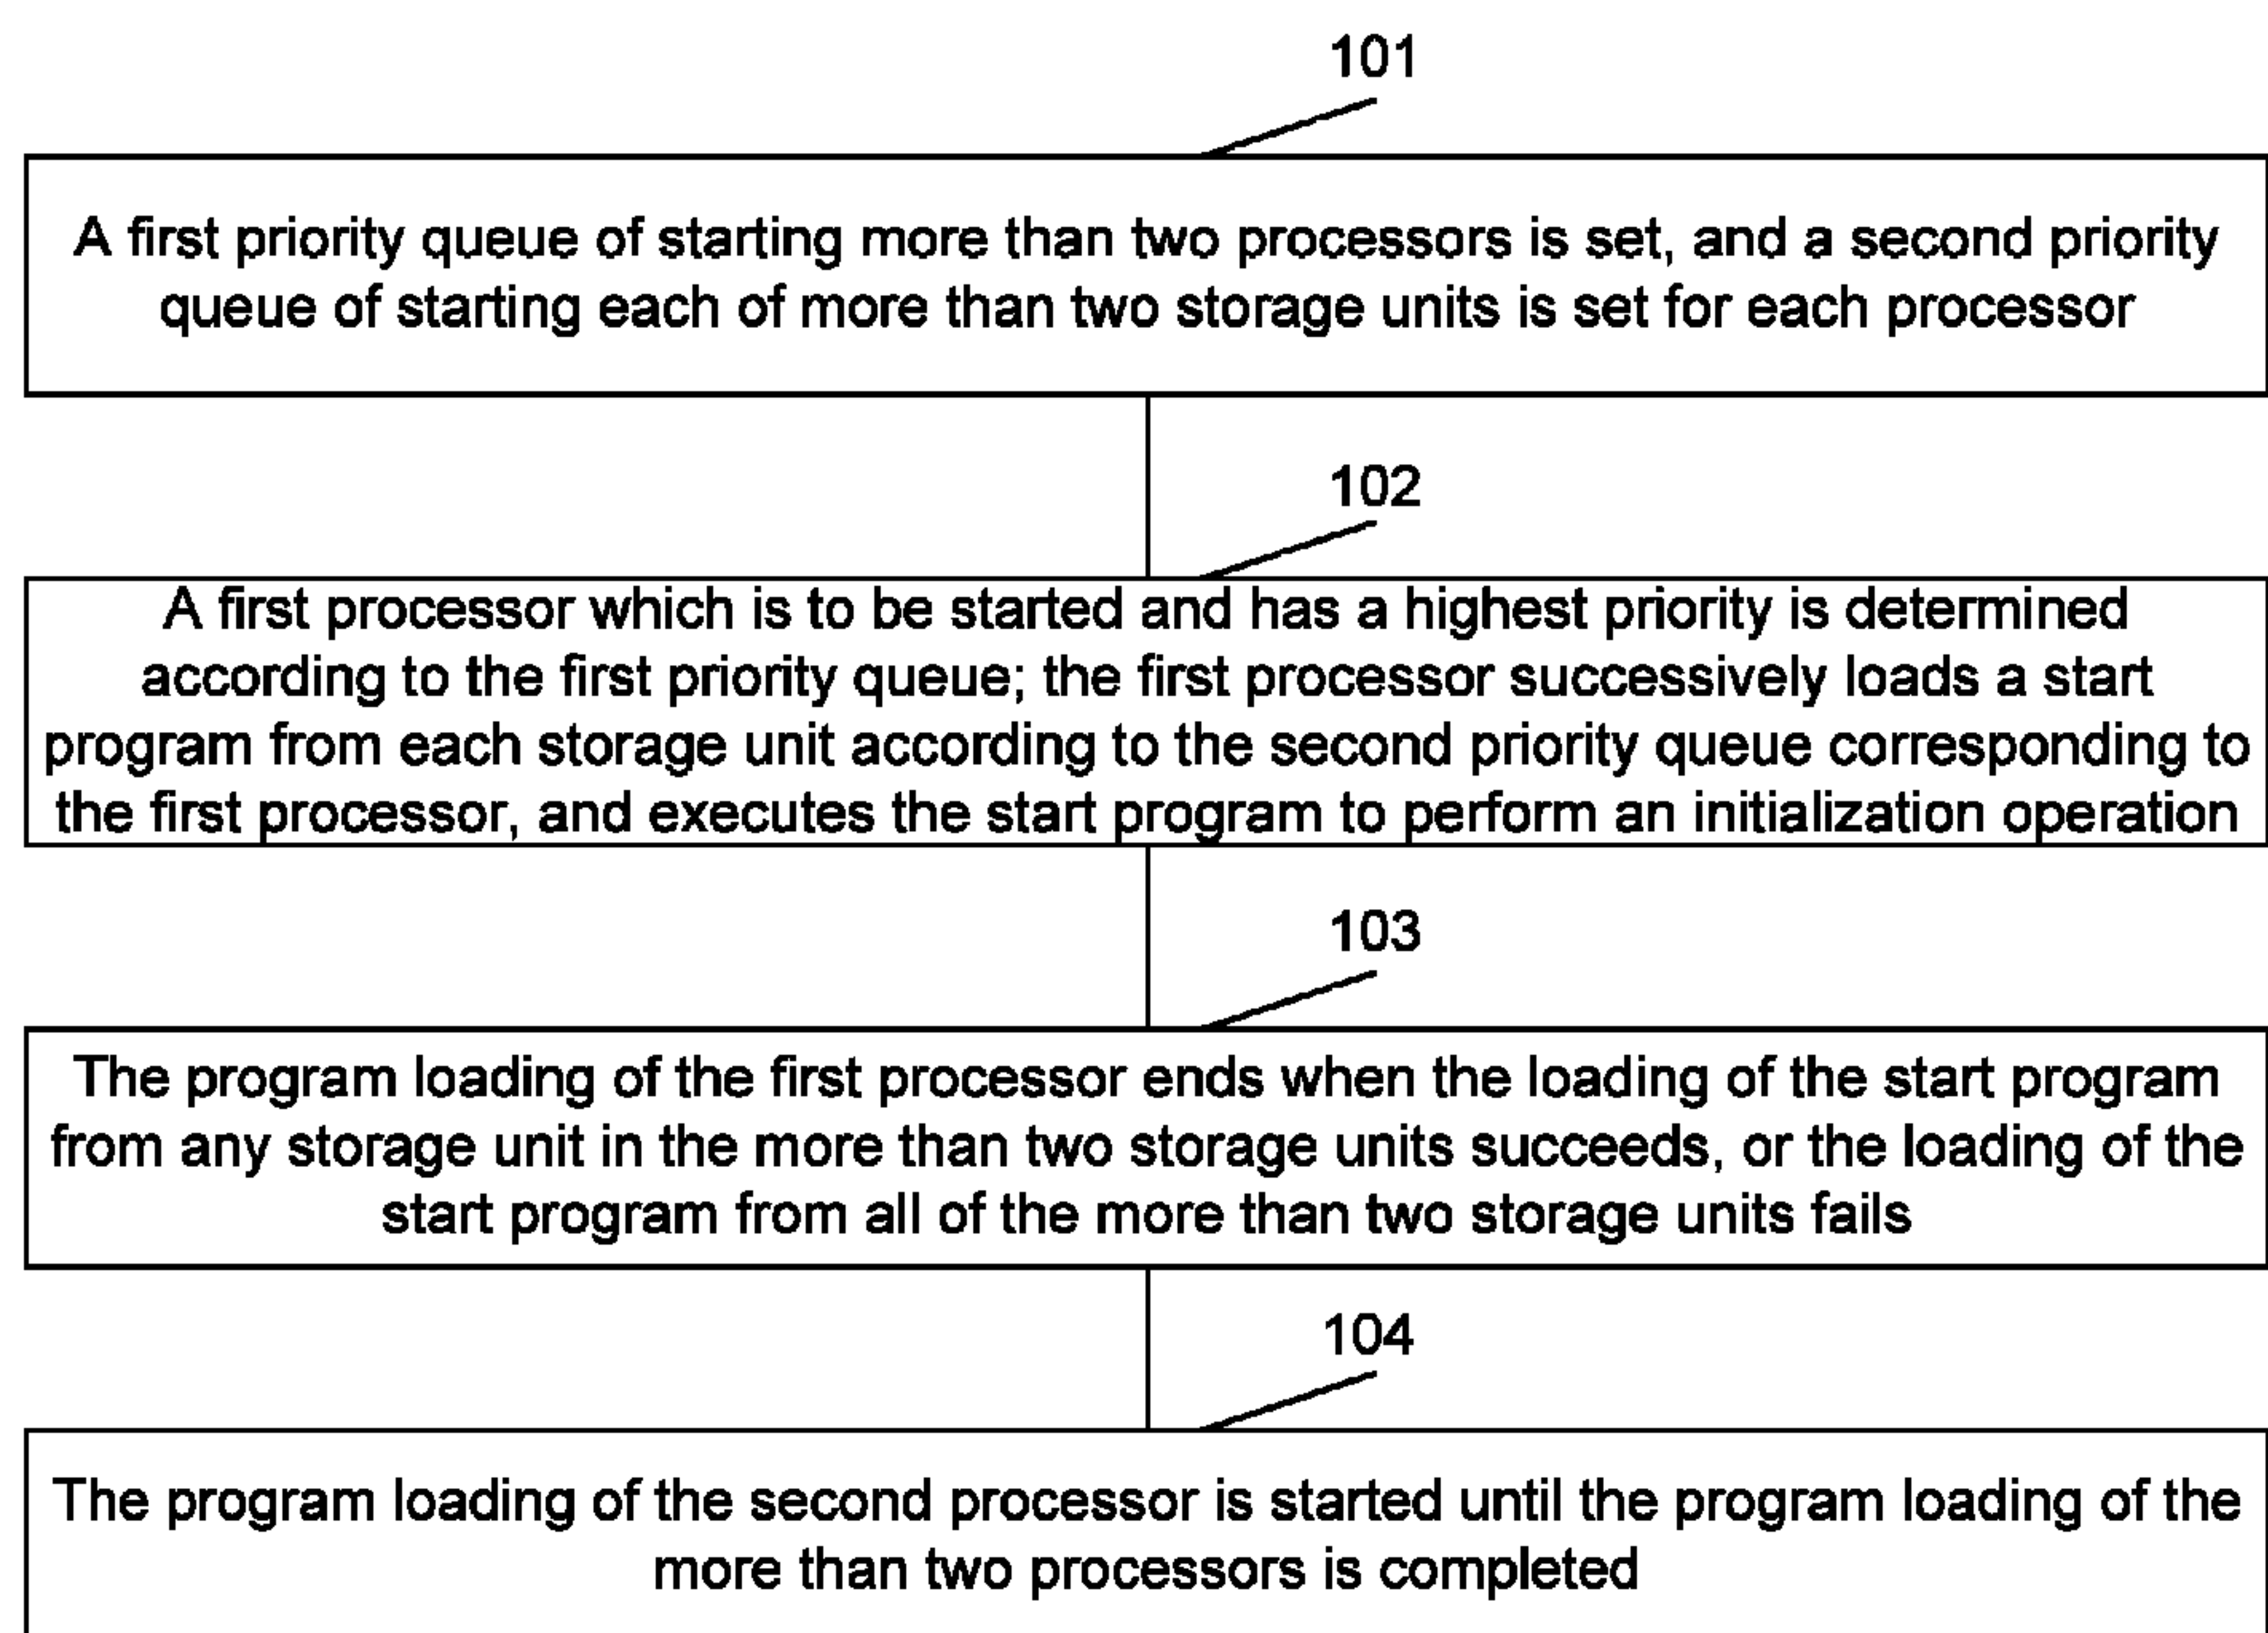 101
A first priority queue of starting more than two processors is set, and a second priority
queue of starting each of more than two storage units is set for each processor
102
A first processor which is to be started and has a highest priority is determined
according to the first priority queue; the first processor successively loads a start
program from each storage unit according to the second priority queue corresponding to
the first processor, and executes the start program to perform an initialization operation
103
The program loading of the first processor ends when the loading of the start program
from any storage unit in the more than two storage units succeeds, or the loading of the
start program from all of the more than two storage units fails
104
The program loading of the second processor is started until the program loading of the
more than two processors is completed